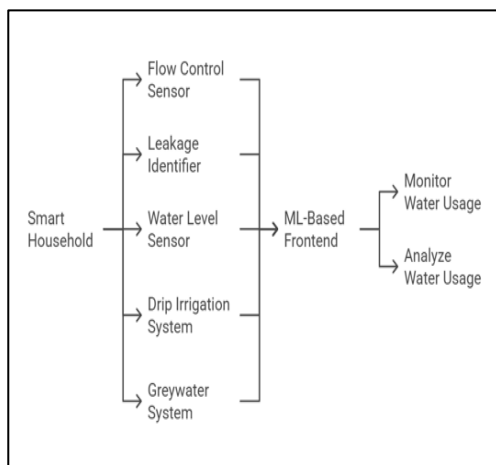 Smart
Household
Flow Control
Sensor
Leakage
Identifier
Water Level
Sensor
Drip Irrigation
System
Greywater
System
ML-Based
Frontend
Monitor
Water Usage
Analyze
Water Usage